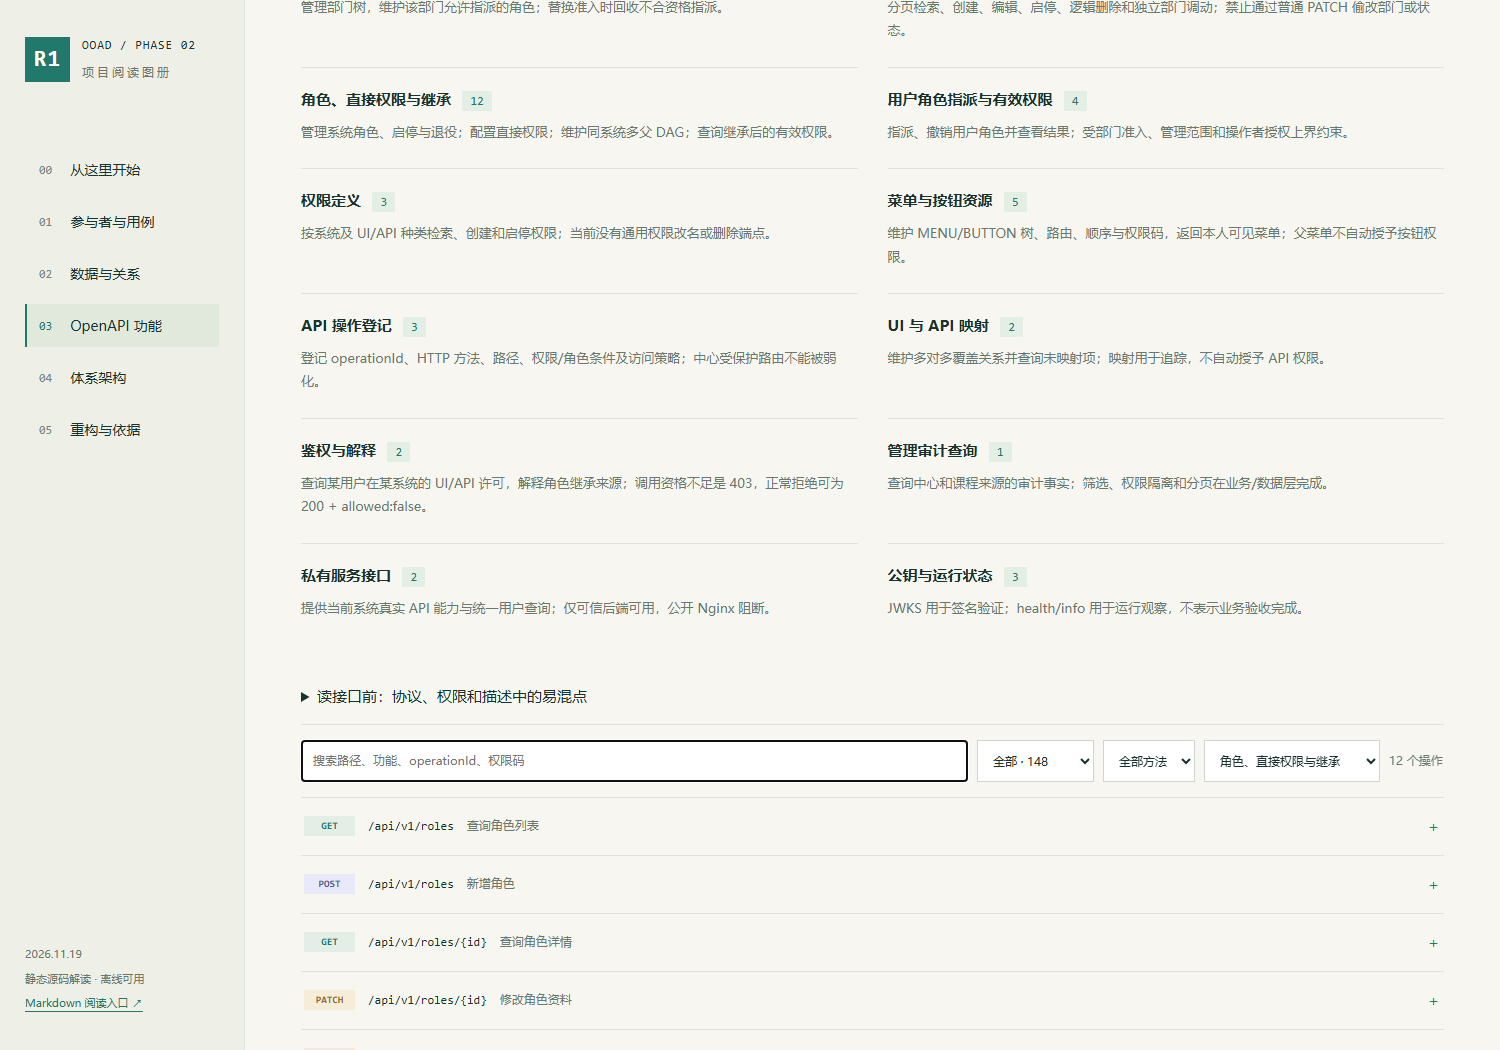 R1
OOAD / PHASE 02
项目阅读图册
00 从这里开始
01 参与者与用例
02 数据与关系
03 OpenAPI 功能
04 体系架构
05 重构与依据
2026.11.19
静态源码解读 · 离线可用
Markdown 阅读入口 ↗
管理部门树，维护该部门允许指派的角色；替换准入时回收不合资格指派。
分页检索、创建、编辑、启停、逻辑删除和独立部门调动；禁止通过普通 PATCH 偷改部门或状
态。
角色、直接权限与继承 12
管理系统角色、启停与退役；配置直接权限；维护同系统多父 DAG；查询继承后的有效权限。
用户角色指派与有效权限 4
指派、撤销用户角色并查看结果；受部门准入、管理范围和操作者授权上界约束。
权限定义 3
按系统及 UI/API 种类检索、创建和启停权限；当前没有通用权限改名或删除端点。
菜单与按钮资源 5
维护 MENU/BUTTON 树、路由、顺序与权限码，返回本人可见菜单；父菜单不自动授予按钮权
限。
API 操作登记 3
登记 operationId、HTTP 方法、路径、权限/角色条件及访问策略；中心受保护路由不能被弱
化。
UI 与 API 映射 2
维护多对多覆盖关系并查询未映射项；映射用于追踪，不自动授予 API 权限。
鉴权与解释 2
查询某用户在某系统的 UI/API 许可，解释角色继承来源；调用资格不足是 403，正常拒绝可为
200 + allowed:false。
管理审计查询 1
查询中心和课程来源的审计事实；筛选、权限隔离和分页在业务/数据层完成。
私有服务接口 2
提供当前系统真实 API 能力与统一用户查询；仅可信后端可用，公开 Nginx 阻断。
公钥与运行状态 3
JWKS 用于签名验证；health/info 用于运行观察，不表示业务验收完成。
▶ 读接口前：协议、权限和描述中的易混点
搜索路径、功能、operationId、权限码 全部 · 148 全部方法 角色、直接权限与继承 12 个操作
GET /api/v1/roles 查询角色列表 +
POST /api/v1/roles 新增角色 +
GET /api/v1/roles/{id} 查询角色详情 +
PATCH /api/v1/roles/{id} 修改角色资料 +